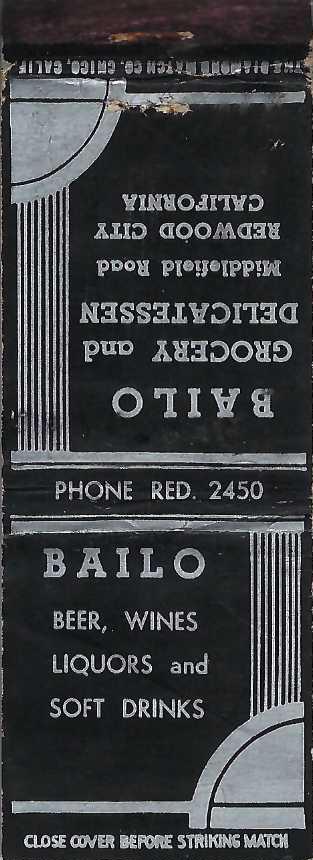 THE DIAMOND MATCH CO. CHICO, CALIF.
BAILO
GROCERY and
DELICATESSEN
Middlefield Road
REDWOOD CITY
CALIFORNIA
PHONE RED. 2450
BAILO
BEER, WINES
LIQUORS and
SOFT DRINKS
CLOSE COVER BEFORE STRIKING MATCH